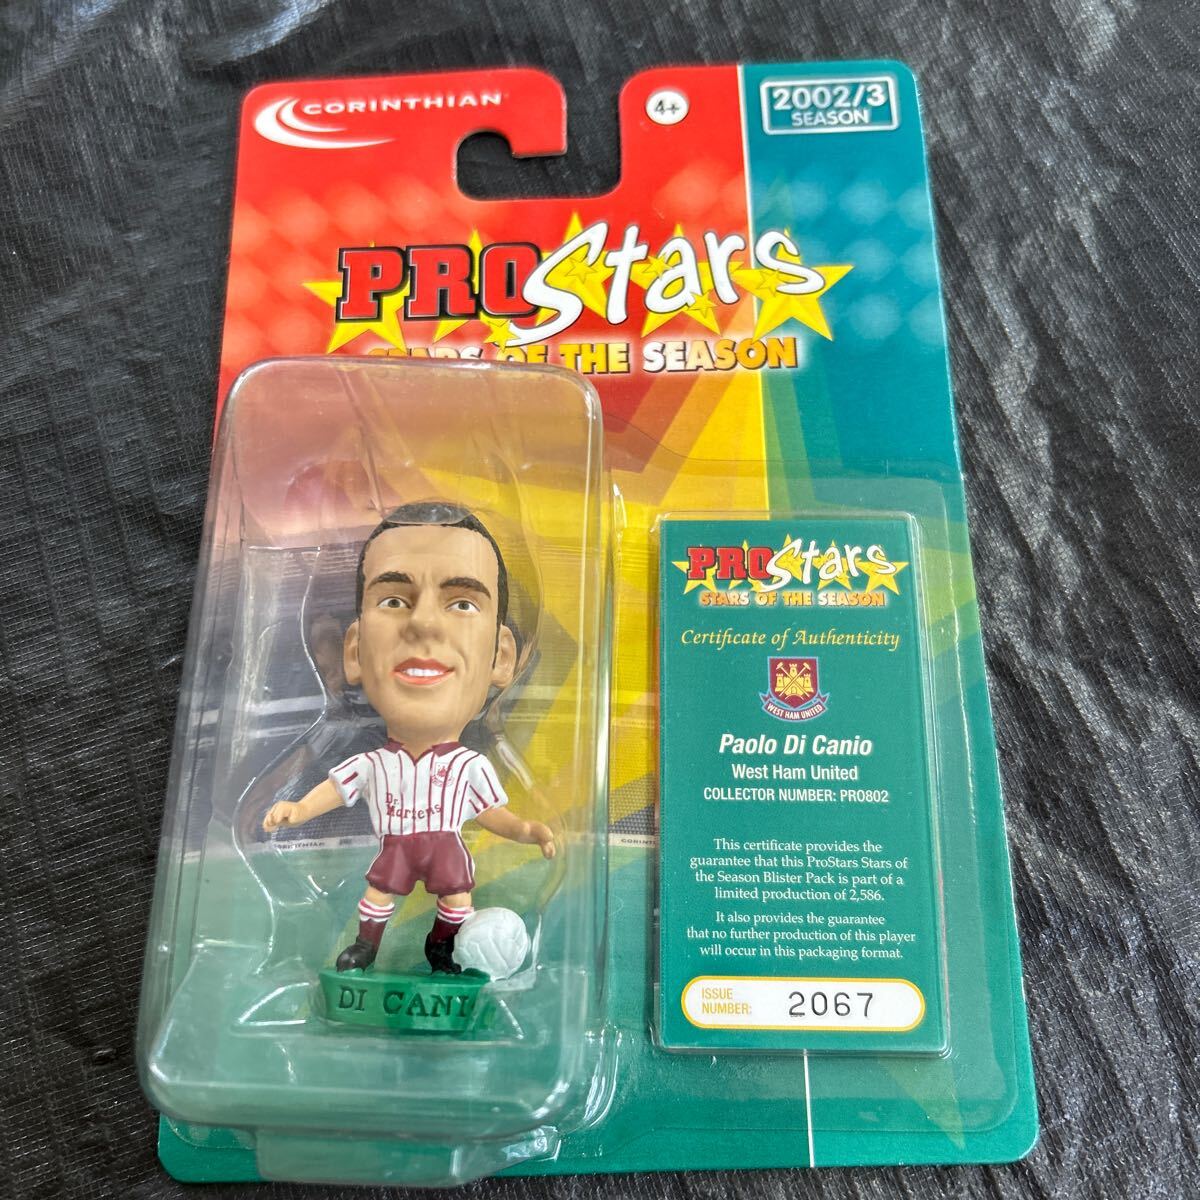 CORINTHIAN
4+
2002/3
SEASON
PROStars
STARS OF THE SEASON
PROStars
STARS OF THE SEASON
Certificate of Authenticity
WEST HAM UNITED
Paolo Di Canio
West Ham United
COLLECTOR NUMBER: PRO802
This certificate provides the
guarantee that this ProStars Stars of
the Season Blister Pack is part of a
limited production of 2,586.
It also provides the guarantee
that no further production of this player
will occur in this packaging format.
ISSUE
NUMBER: 2067
Dr.
Martens
CORINTHIAN
DI CANI